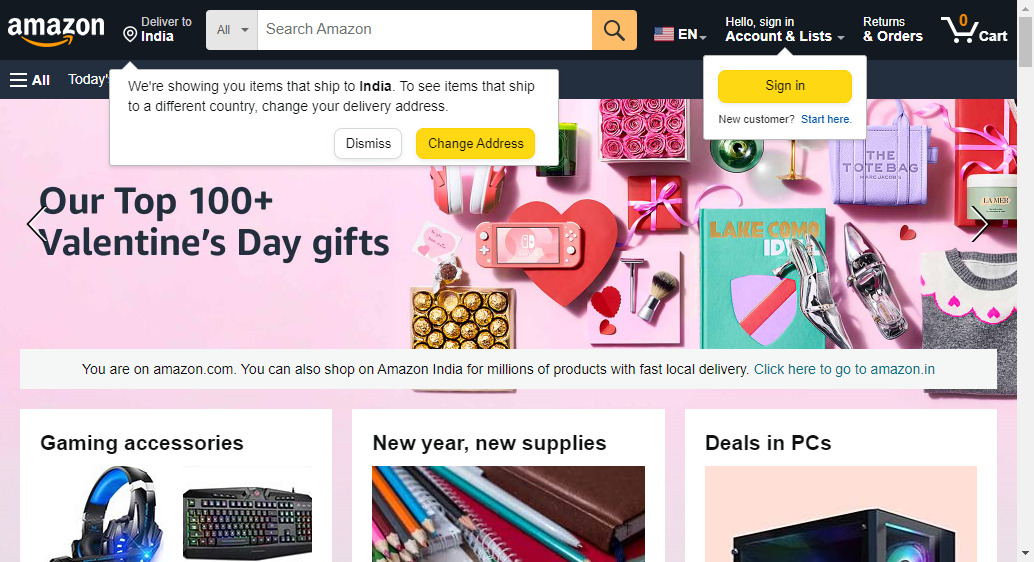 amazon
Deliver to
India
All
Search Amazon
EN
Hello, sign in
Account & Lists
Returns
& Orders
0
Cart
All
Today's
We're showing you items that ship to India. To see items that ship
to a different country, change your delivery address.
Dismiss
Change Address
Sign in
New customer? Start here.
Our Top 100+
Valentine's Day gifts
THE
TOTE BAG
MARC JACOBS
LA MER
LAKE COMO
IDYLL
You are on amazon.com. You can also shop on Amazon India for millions of products with fast local delivery. Click here to go to amazon.in
Gaming accessories
New year, new supplies
Deals in PCs